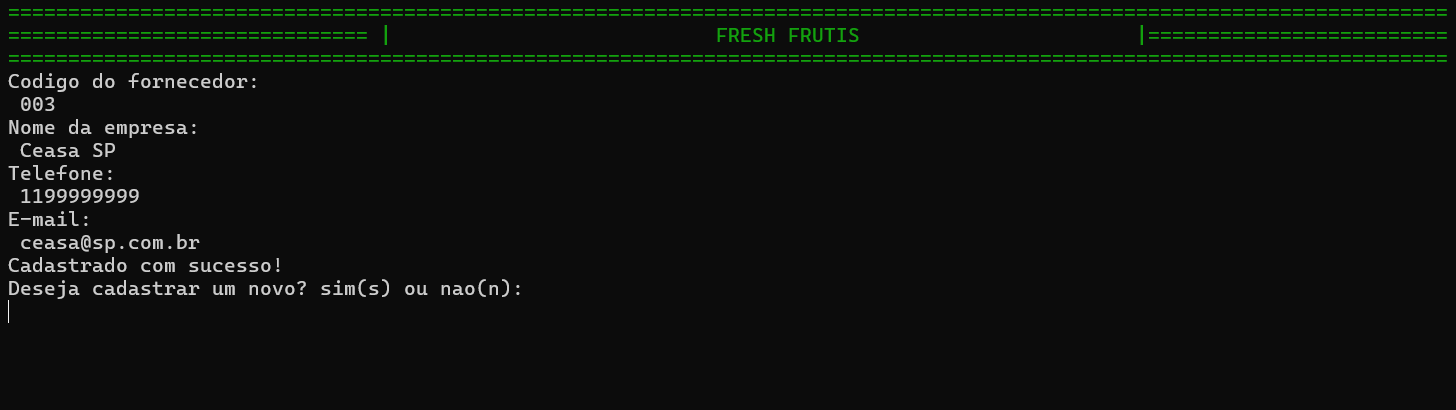 ========================================================================================================================
============================== |                           FRESH FRUTIS                       |=========================
========================================================================================================================
Codigo do fornecedor:
 003
Nome da empresa:
 Ceasa SP
Telefone:
 1199999999
E-mail:
 ceasa@sp.com.br
Cadastrado com sucesso!
Deseja cadastrar um novo? sim(s) ou nao(n):